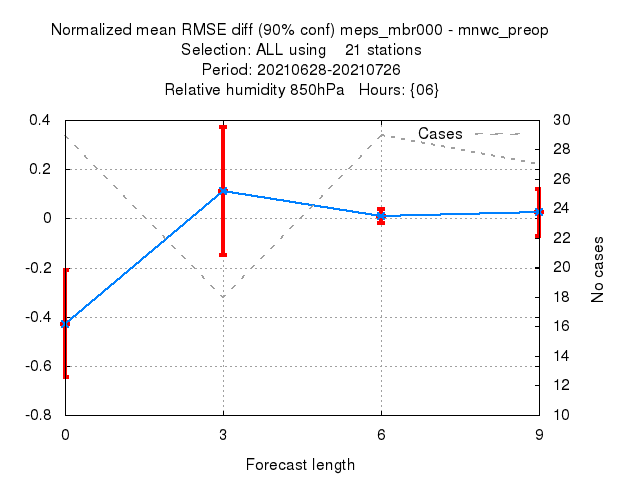 Normalized mean RMSE diff (90% conf) meps_mbr000 - mnwc_preop
Selection: ALL using    21 stations
Period: 20210628-20210726
Relative humidity 850hPa   Hours: {06}
Cases
0.4
0.2
0
-0.2
-0.4
-0.6
-0.8
30
28
26
24
22
20
18
16
14
12
10
No cases
0 3 6 9
Forecast length